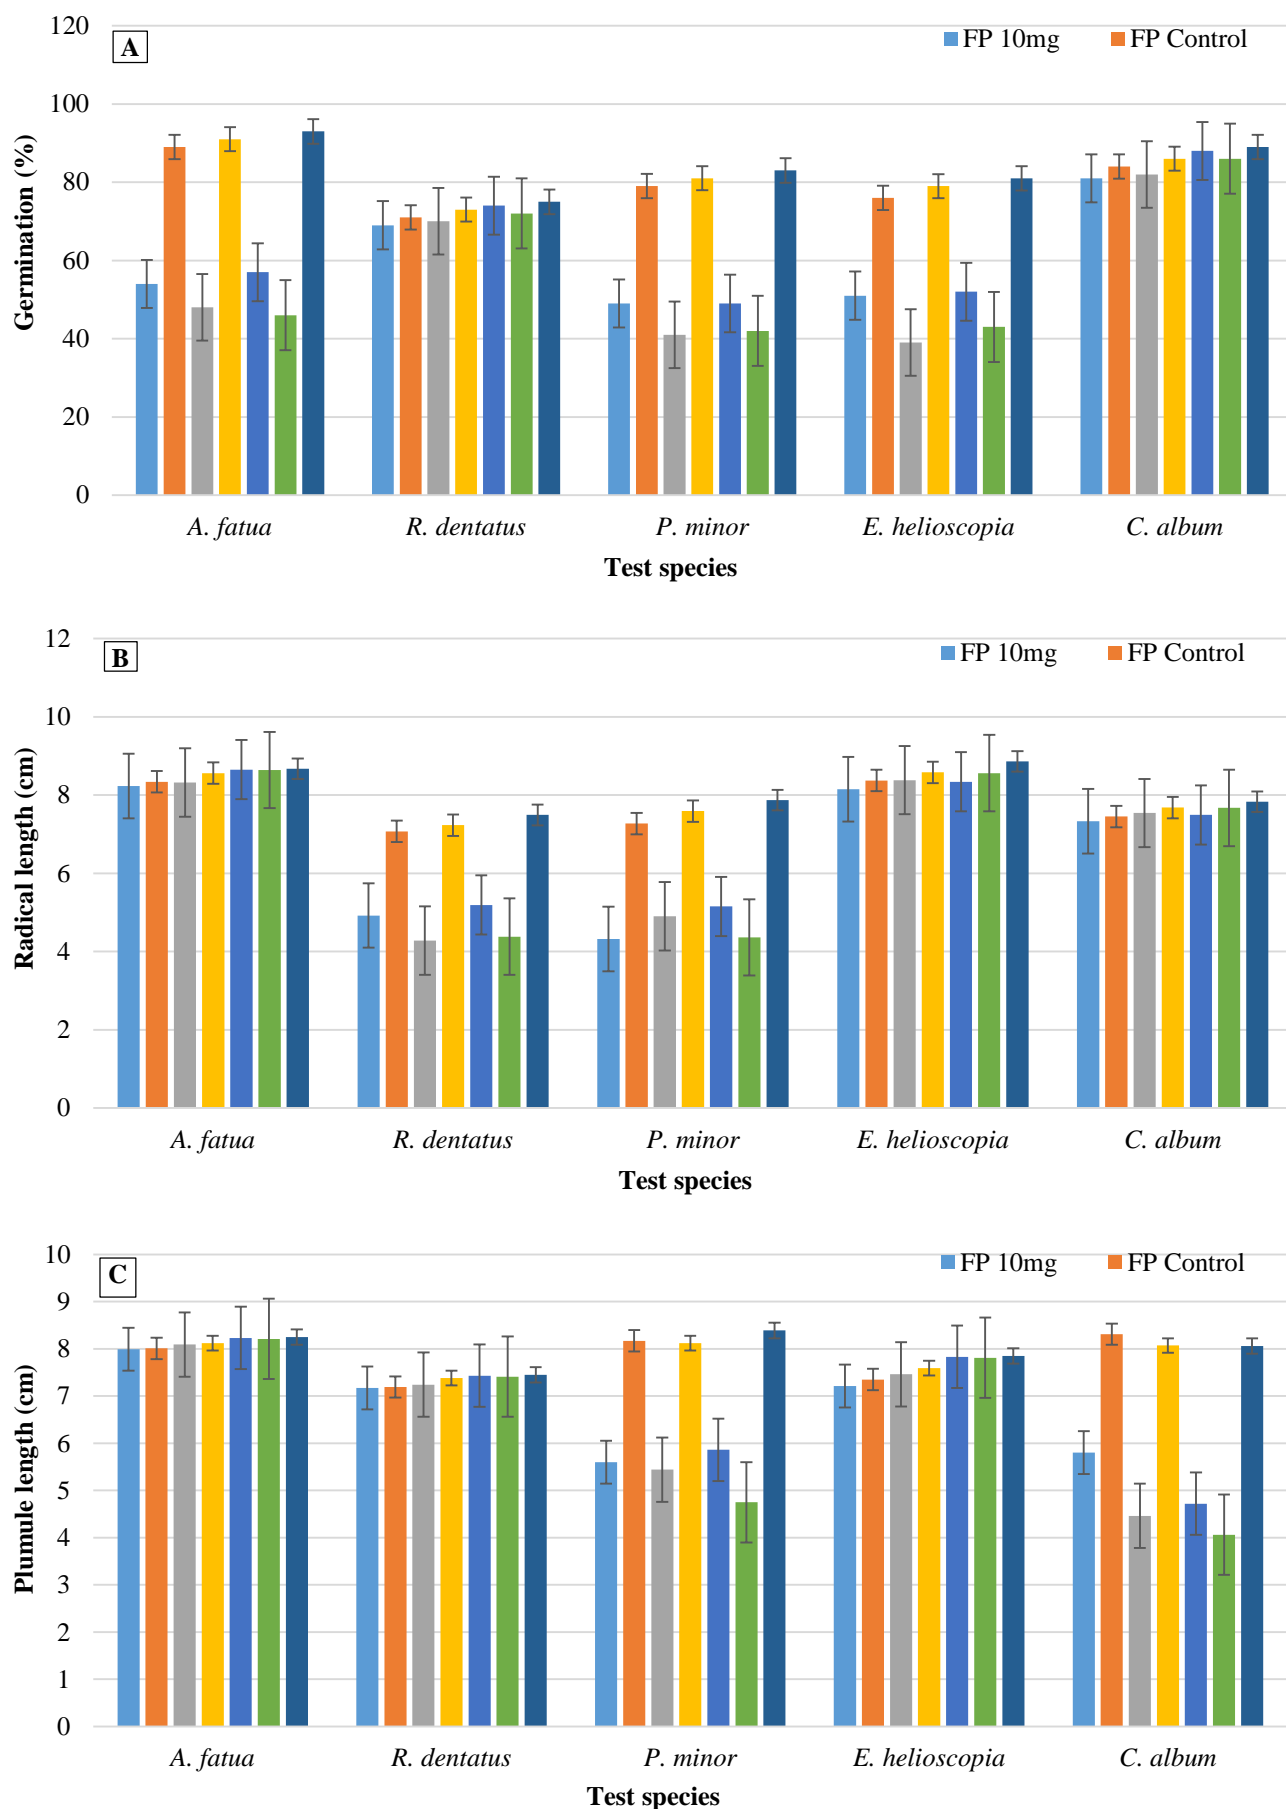 A
FP 10mg FP Control
120
100
80
60
40
20
0
Germination (%)
A. fatua R. dentatus P. minor E. helioscopia C. album
Test species
B
FP 10mg FP Control
12
10
8
6
4
2
0
Radical length (cm)
A. fatua R. dentatus P. minor E. helioscopia C. album
Test species
C
FP 10mg FP Control
10
9
8
7
6
5
4
3
2
1
0
Plumule length (cm)
A. fatua R. dentatus P. minor E. helioscopia C. album
Test species